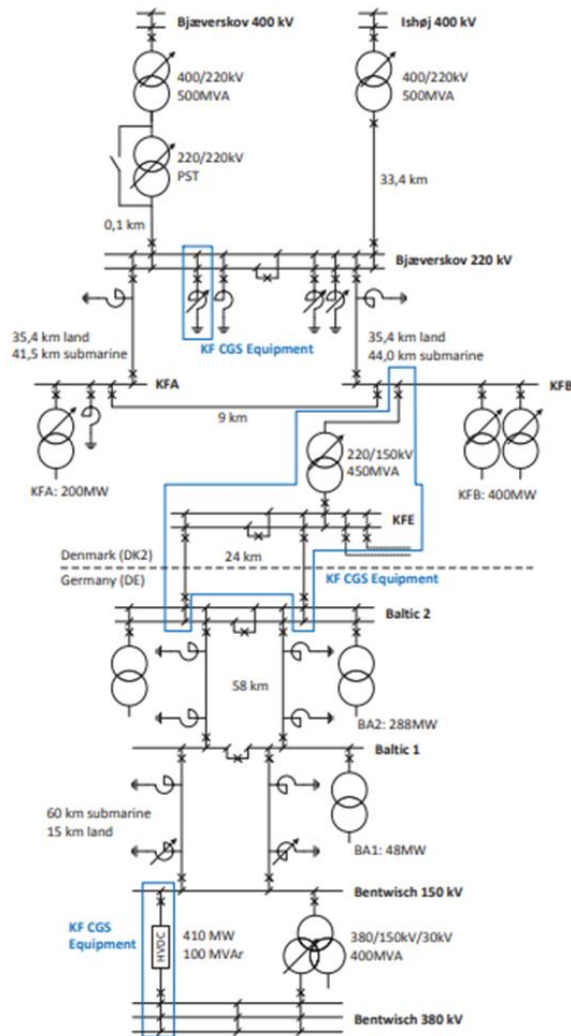 Bjæverskov 400 kV
Ishøj 400 kV
400/220kV
500MVA
400/220kV
500MVA
220/220kV
PST
33,4 km
0,1 km
Bjæverskov 220 kV
35,4 km land
41,5 km submarine
KF CGS Equipment
35,4 km land
44,0 km submarine
KFA
KFB
9 km
220/150kV
450MVA
KFA: 200MW
KFB: 400MW
KFE
Denmark (DK2)
Germany (DE)
24 km
KF CGS Equipment
Baltic 2
58 km
BA2: 288MW
Baltic 1
60 km submarine
15 km land
BA1: 48MW
Bentwisch 150 kV
KF CGS
Equipment
HVDC
410 MW
100 MVAr
380/150kV/30kV
400MVA
Bentwisch 380 kV